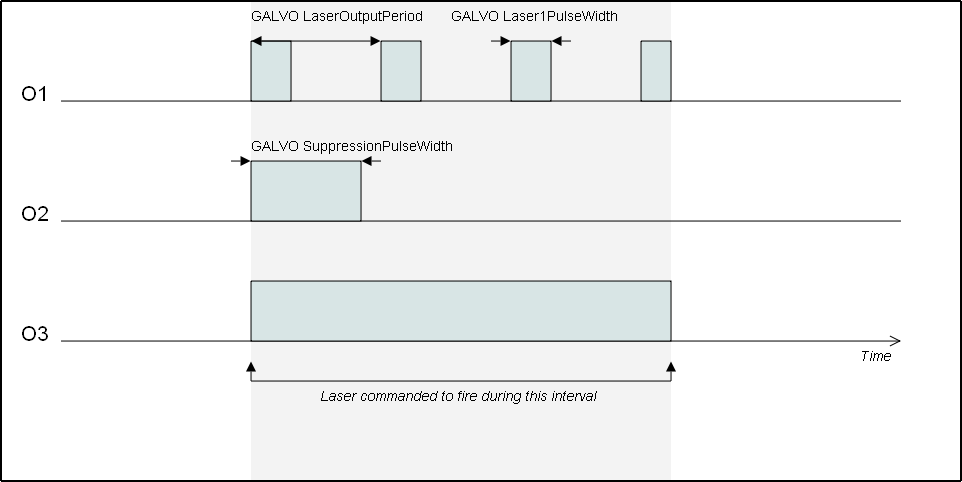 GALVO LaserOutputPeriod
GALVO Laser1PulseWidth
O1
GALVO SuppressionPulseWidth
O2
O3
Time
Laser commanded to fire during this interval